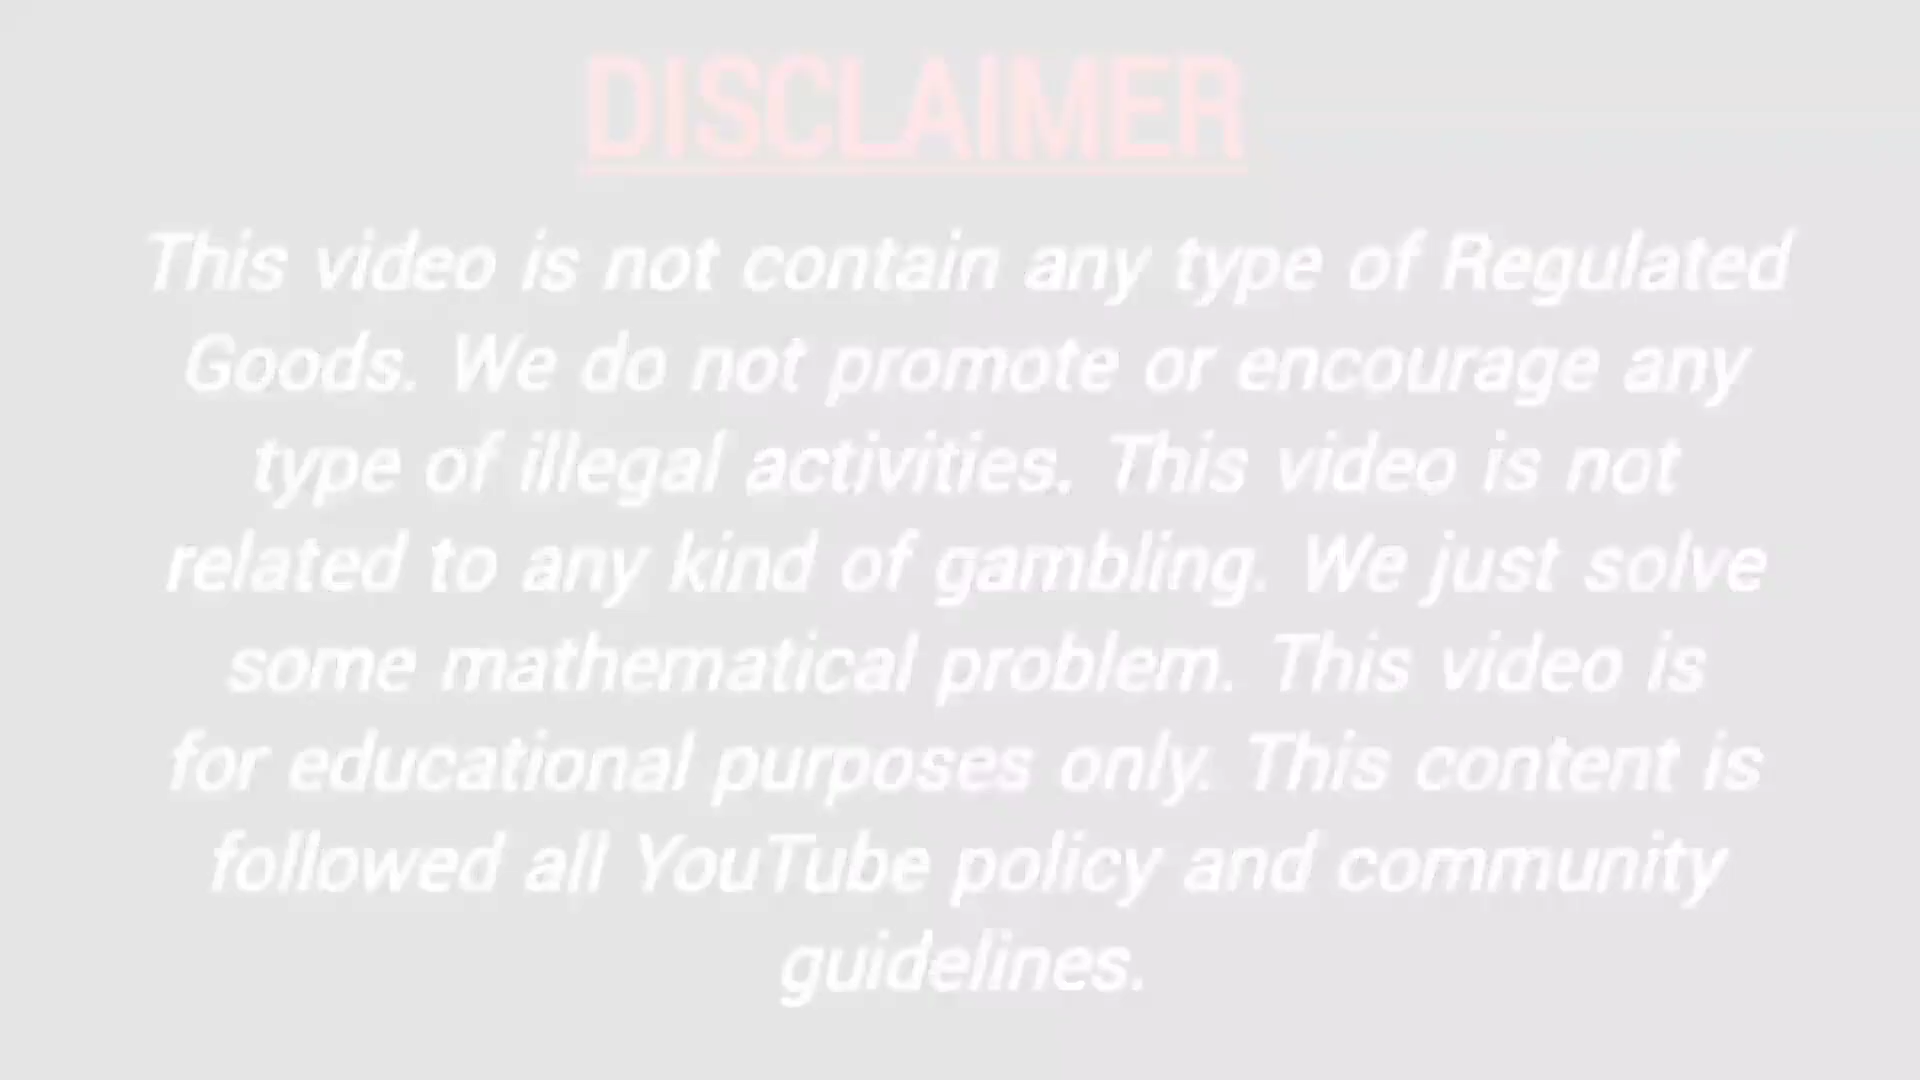 DISCLAIMER
This video is not contain any type of Regulated
Goods. We do not promote or encourage any
type of illegal activities. This video is not
related to any kind of gambling. We just solve
some mathematical problem. This video is
for educational purposes only. This content is
followed all YouTube policy and community
guidelines.